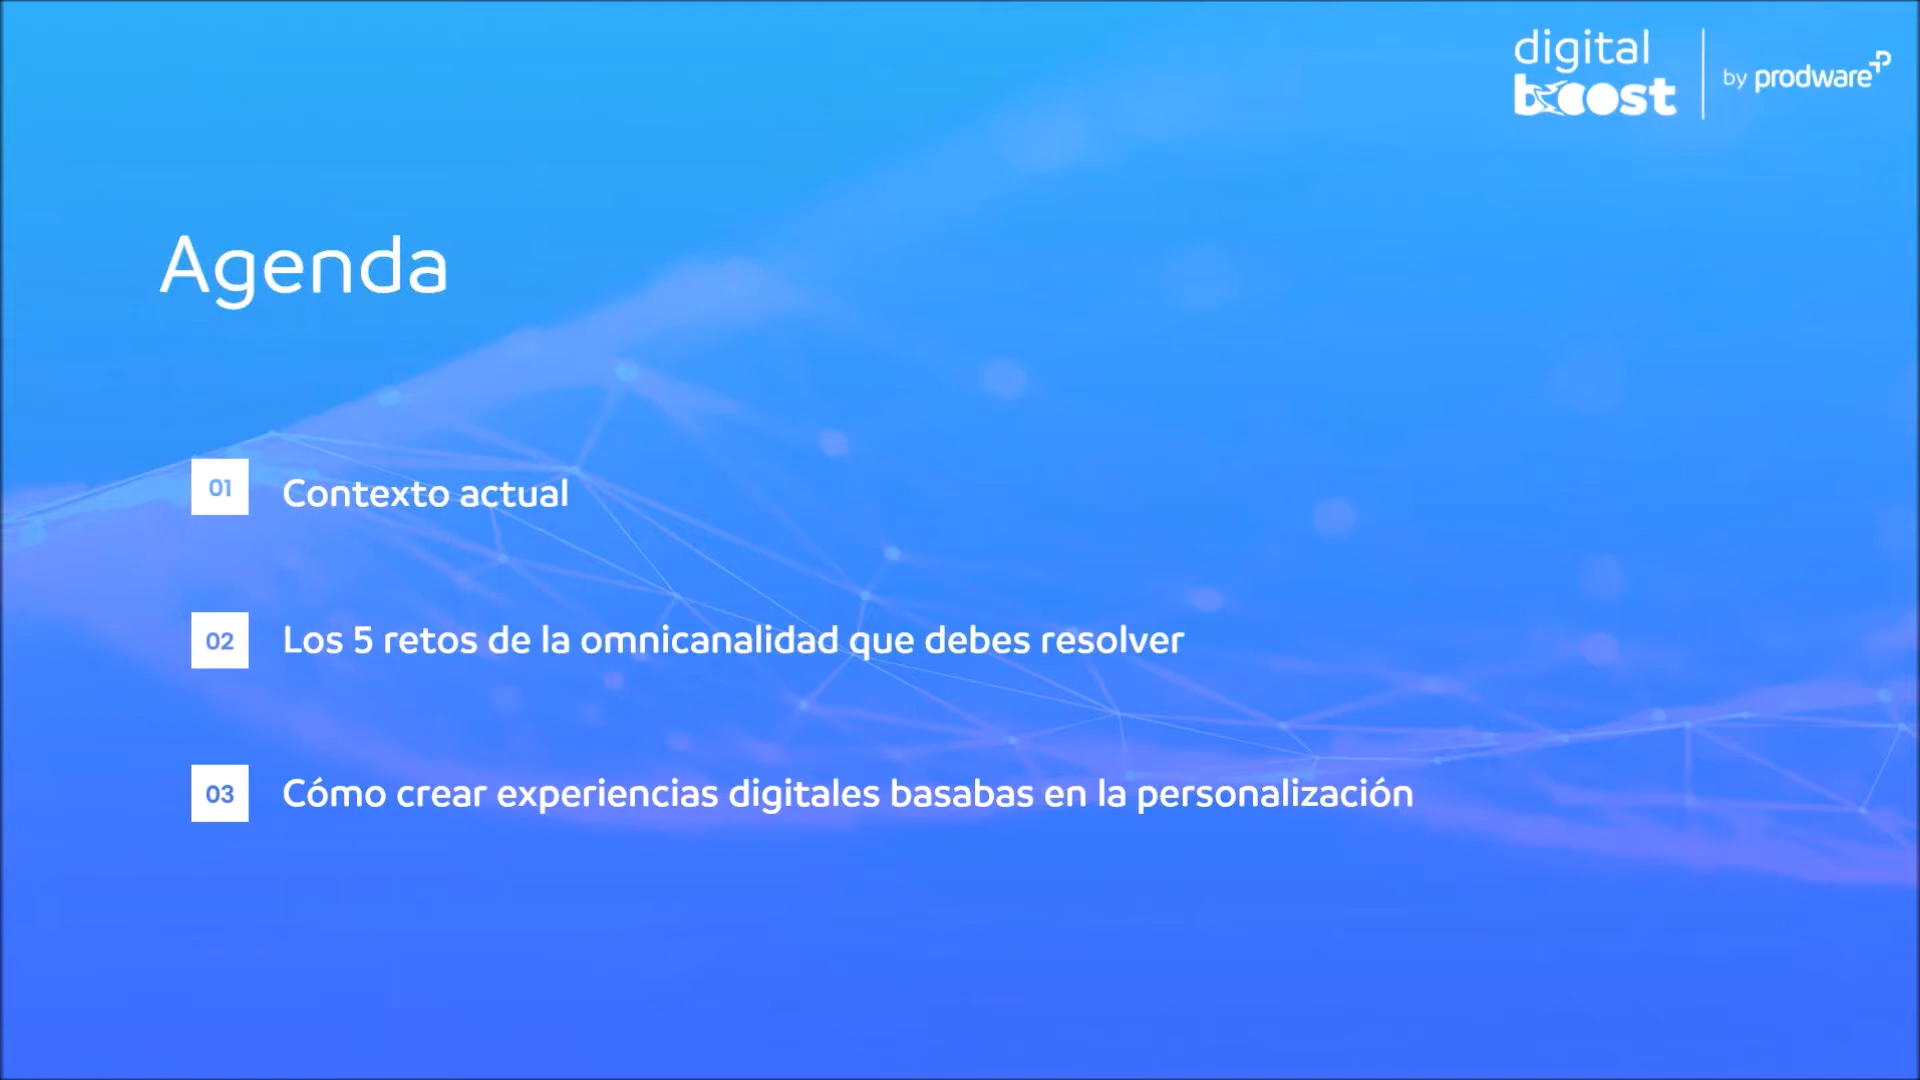 digital
boost
by prodware
Agenda
01 Contexto actual
02 Los 5 retos de la omnicanalidad que debes resolver
03 Cómo crear experiencias digitales basabas en la personalización